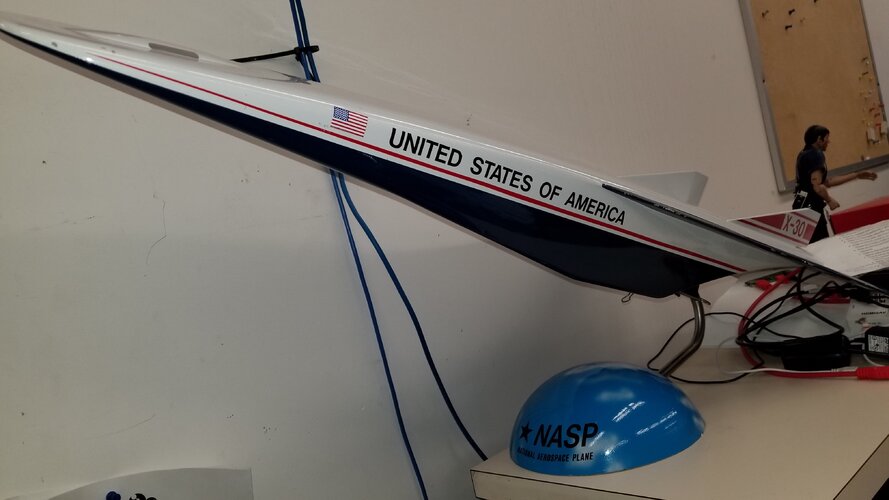 UNITED STATES OF AMERICA
X-30
★NASP
NATIONAL AEROSPACE PLANE